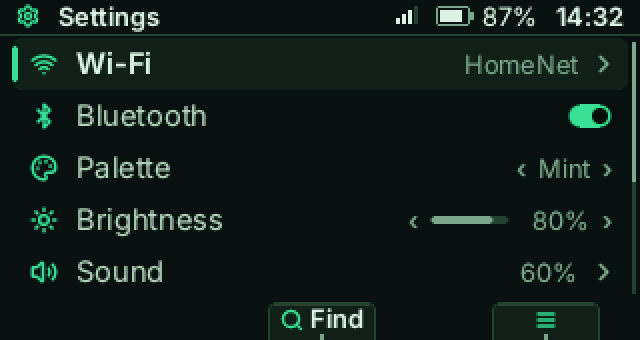 Settings 87% 14:32
Wi-Fi HomeNet
Bluetooth
Palette Mint
Brightness 80%
Sound 60%
Find